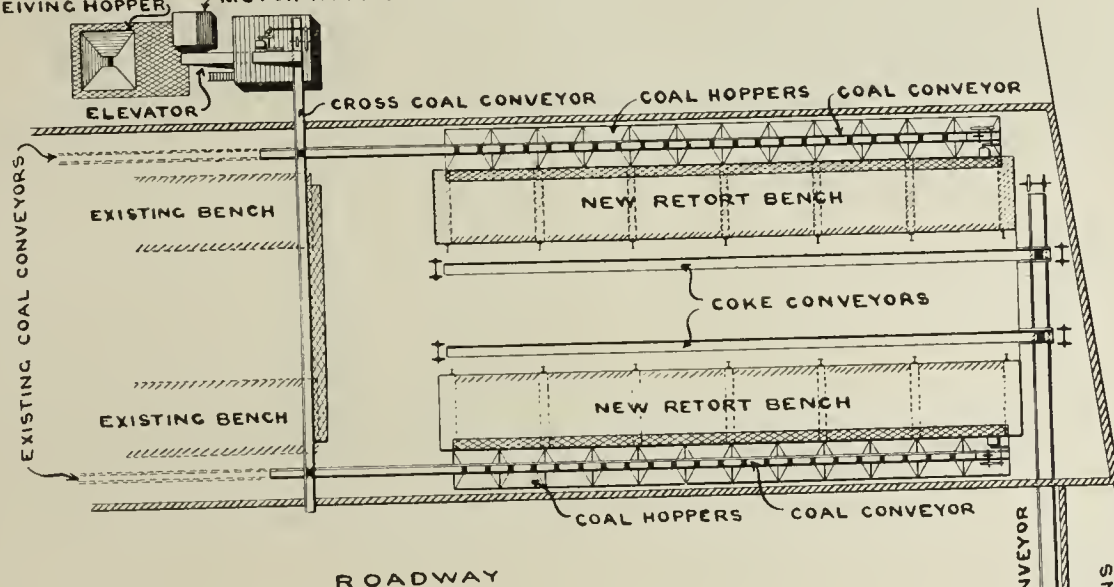 HOPPER
ELEVATOR
CROSS COAL CONVEYOR
COAL HOPPERS
COAL CONVEYOR
EXISTING COAL CONVEYORS
EXISTING BENCH
NEW RETORT BENCH
COKE CONVEYORS
EXISTING BENCH
NEW RETORT BENCH
COAL HOPPERS
COAL CONVEYOR
ROADWAY